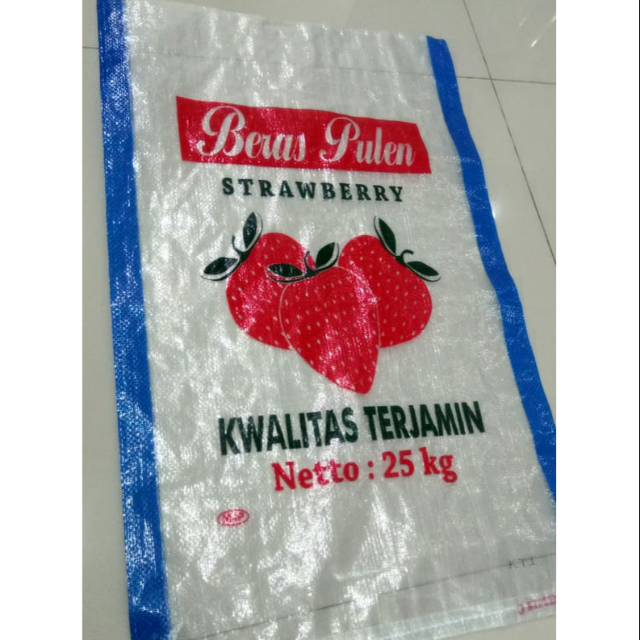 Beras Pulen
STRAWBERRY
KWALITAS TERJAMIN
Netto : 25 kg